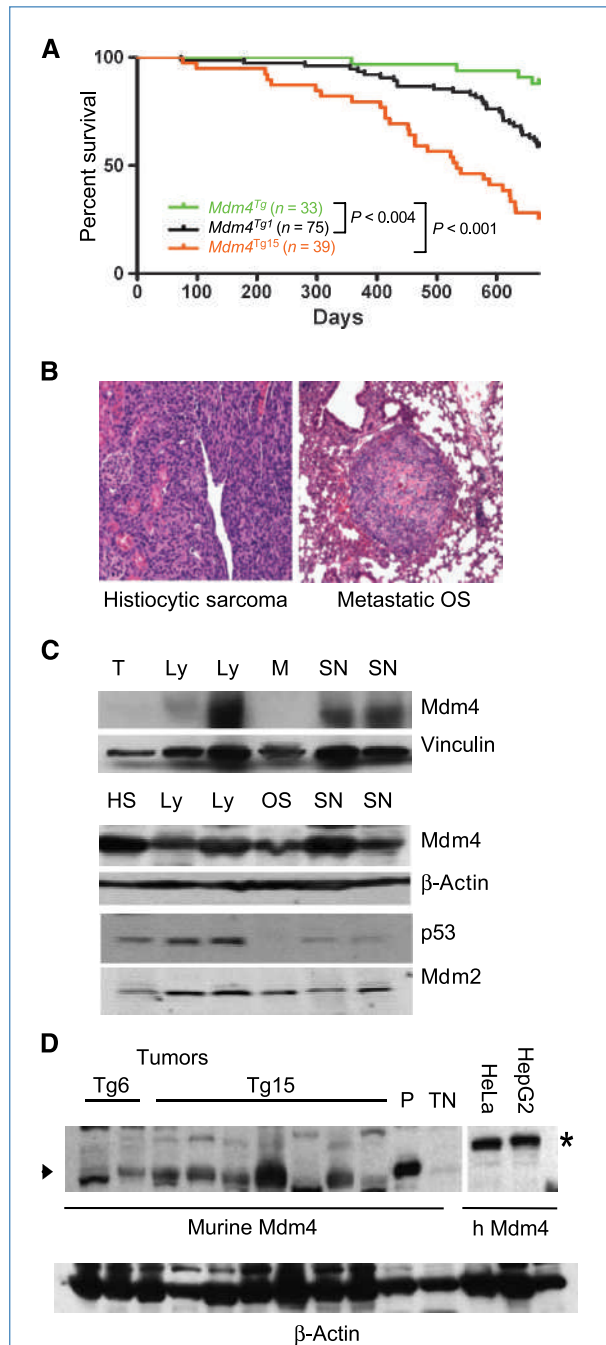 A
Percent survival
100
50
0
Mdm4Tg (n = 33)
Mdm4Tg1 (n = 75)
Mdm4Tg15 (n = 39)
P < 0.004
P < 0.001
0 100 200 300 400 500 600
Days
B
Histiocytic sarcoma
Metastatic OS
C
T Ly Ly M SN SN
Mdm4
Vinculin
HS Ly Ly OS SN SN
Mdm4
β-Actin
p53
Mdm2
D
Tumors
Tg6 Tg15 P TN HeLa HepG2
*
Murine Mdm4
h Mdm4
β-Actin